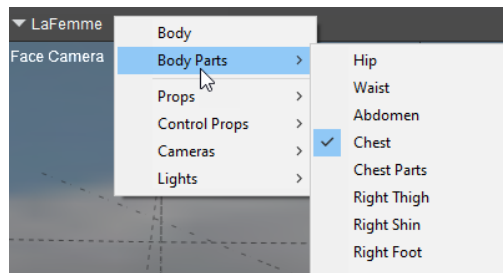 LaFemme
Face Camera
Body
Body Parts
Props
Control Props
Cameras
Lights
Hip
Waist
Abdomen
Chest
Chest Parts
Right Thigh
Right Shin
Right Foot